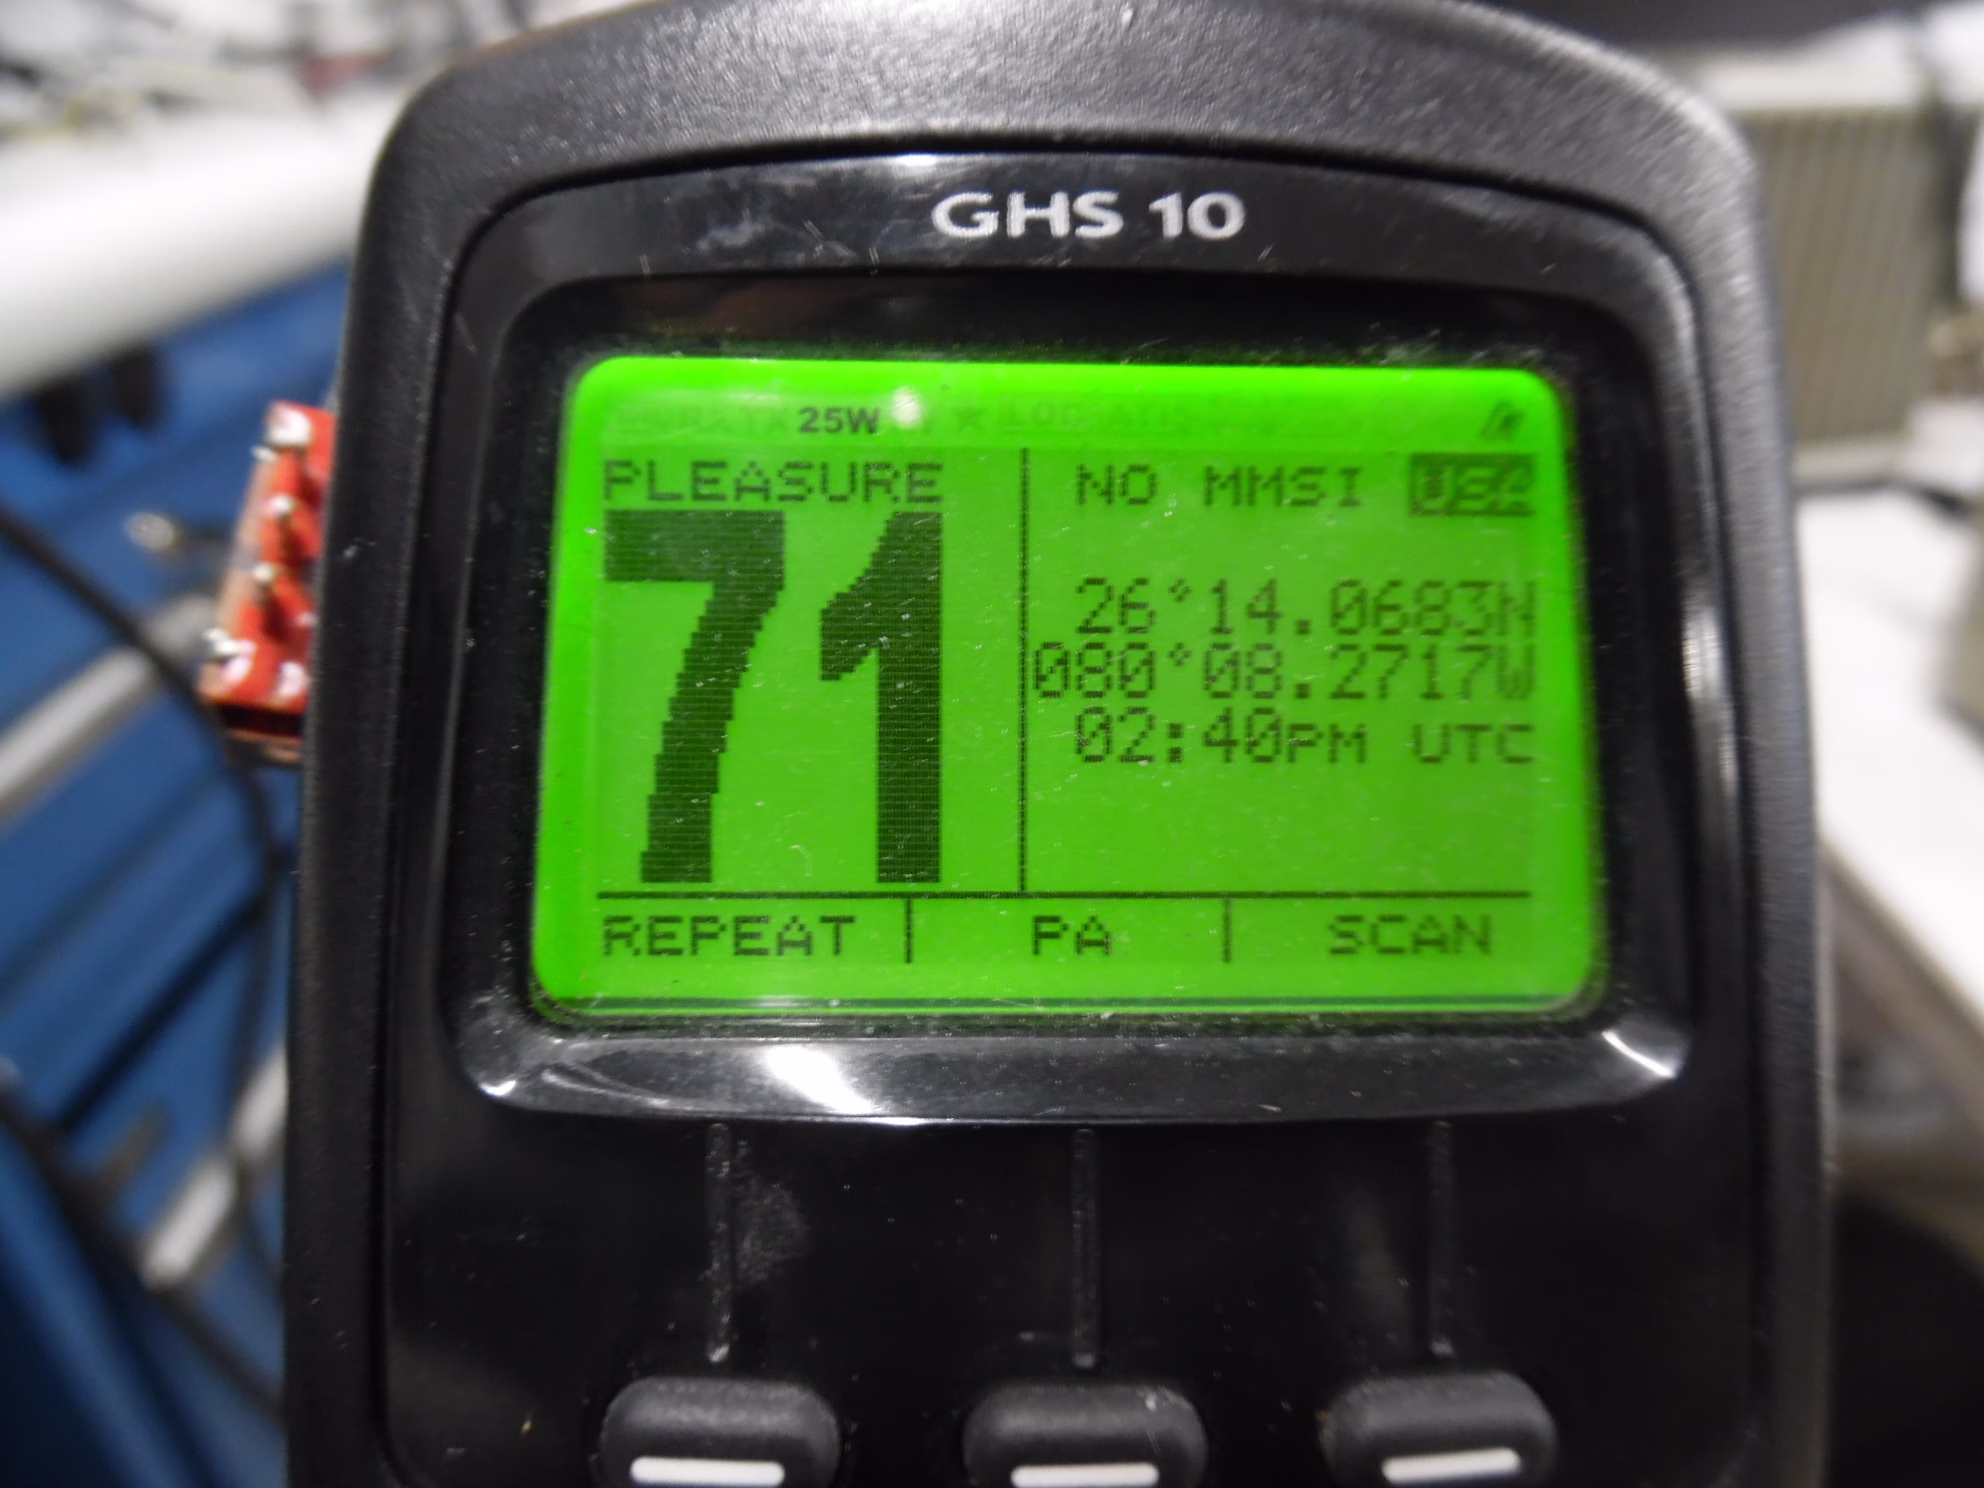 GHS 10
25W
PLEASURE
71
NO MMSI USA
26°14.0683N
080°08.2717W
02:40PM UTC
REPEAT PA SCAN